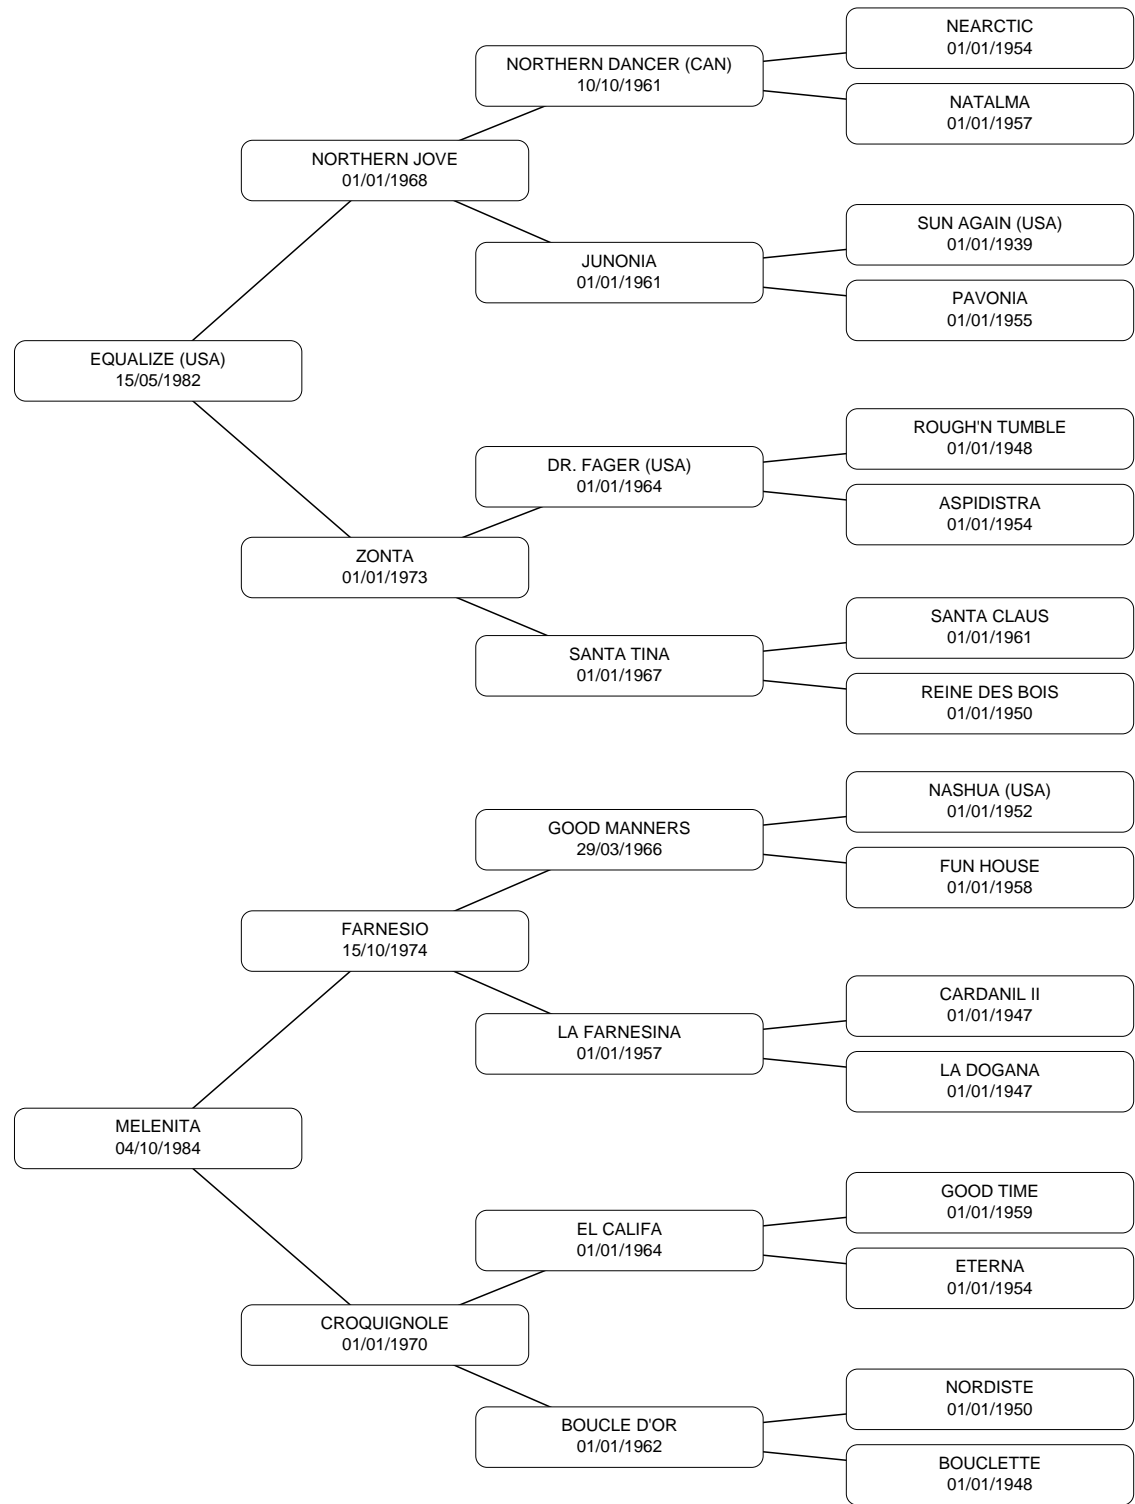 NEARCTIC
01/01/1954
NORTHERN DANCER (CAN)
10/10/1961
NATALMA
01/01/1957
NORTHERN JOVE
01/01/1968
SUN AGAIN (USA)
01/01/1939
JUNONIA
01/01/1961
PAVONIA
01/01/1955
EQUALIZE (USA)
15/05/1982
ROUGH'N TUMBLE
01/01/1948
DR. FAGER (USA)
01/01/1964
ASPIDISTRA
01/01/1954
ZONTA
01/01/1973
SANTA CLAUS
01/01/1961
SANTA TINA
01/01/1967
REINE DES BOIS
01/01/1950
NASHUA (USA)
01/01/1952
GOOD MANNERS
29/03/1966
FUN HOUSE
01/01/1958
FARNESIO
15/10/1974
CARDANIL II
01/01/1947
LA FARNESINA
01/01/1957
LA DOGANA
01/01/1947
MELENITA
04/10/1984
GOOD TIME
01/01/1959
EL CALIFA
01/01/1964
ETERNA
01/01/1954
CROQUIGNOLE
01/01/1970
NORDISTE
01/01/1950
BOUCLE D'OR
01/01/1962
BOUCLETTE
01/01/1948